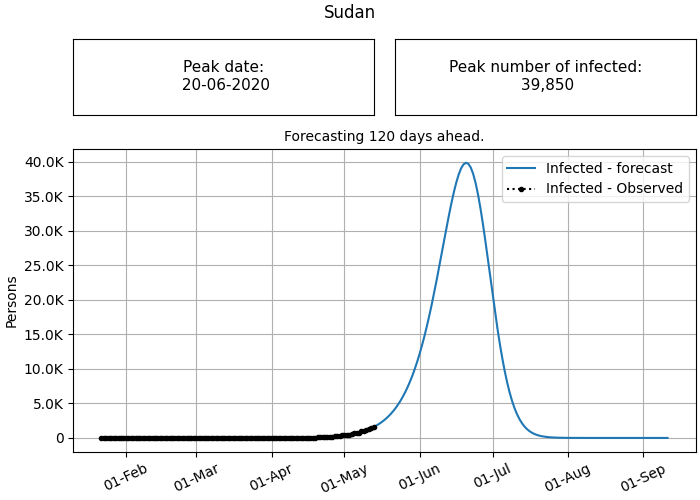 Sudan
Peak date:
20-06-2020
Peak number of infected:
39,850
Forecasting 120 days ahead.
Infected - forecast
Infected - Observed
Persons
40.0K
35.0K
30.0K
25.0K
20.0K
15.0K
10.0K
5.0K
0
01-Feb
01-Mar
01-Apr
01-May
01-Jun
01-Jul
01-Aug
01-Sep